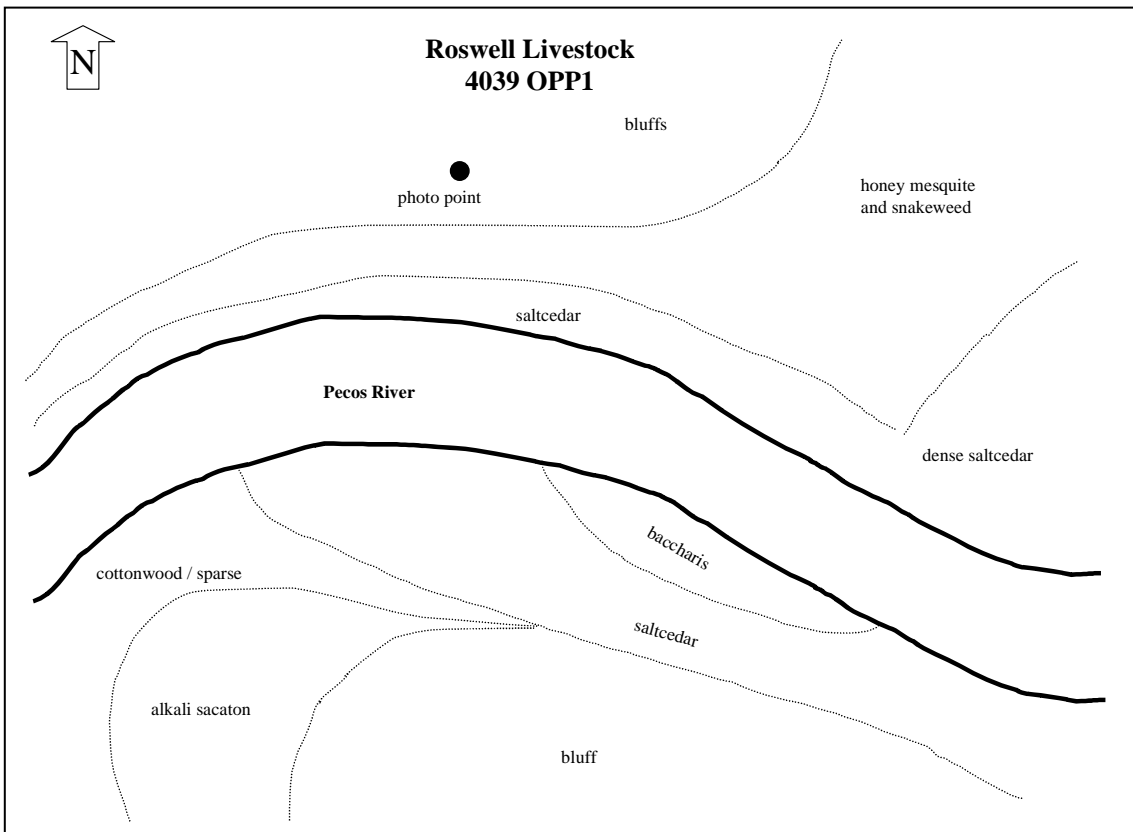 N
Roswell Livestock
4039 OPP1
bluffs
photo point
honey mesquite
and snakeweed
saltcedar
Pecos River
dense saltcedar
baccharis
cottonwood / sparse
saltcedar
alkali sacaton
bluff